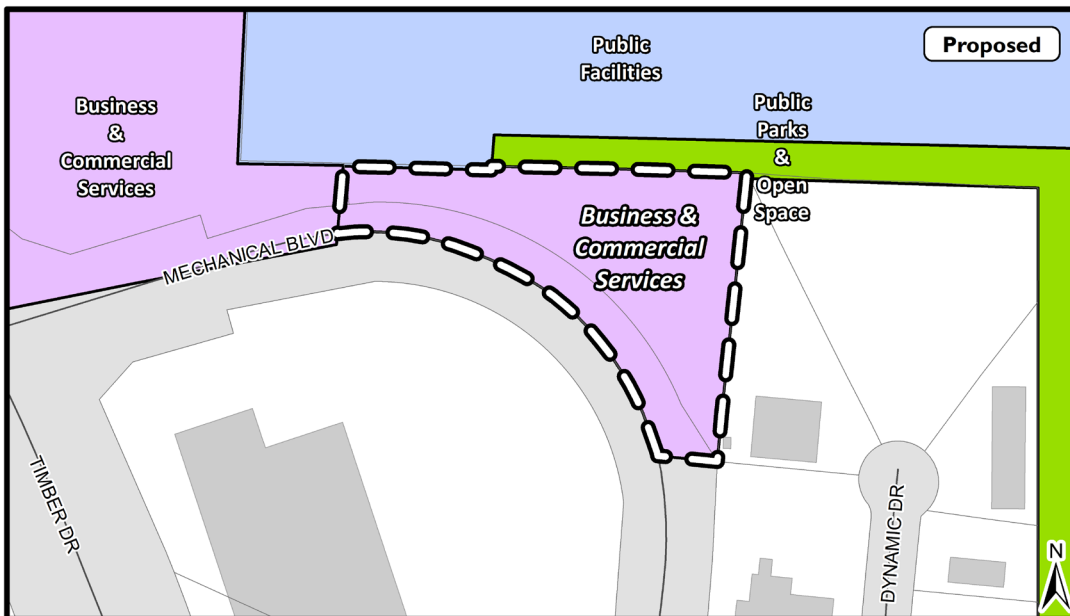 Public
Facilities
Proposed
Business
&
Commercial
Services
Public
Parks
&
Open
Space
Business &
Commercial
Services
MECHANICAL BLVD
TIMBER DR
DYNAMIC DR
N